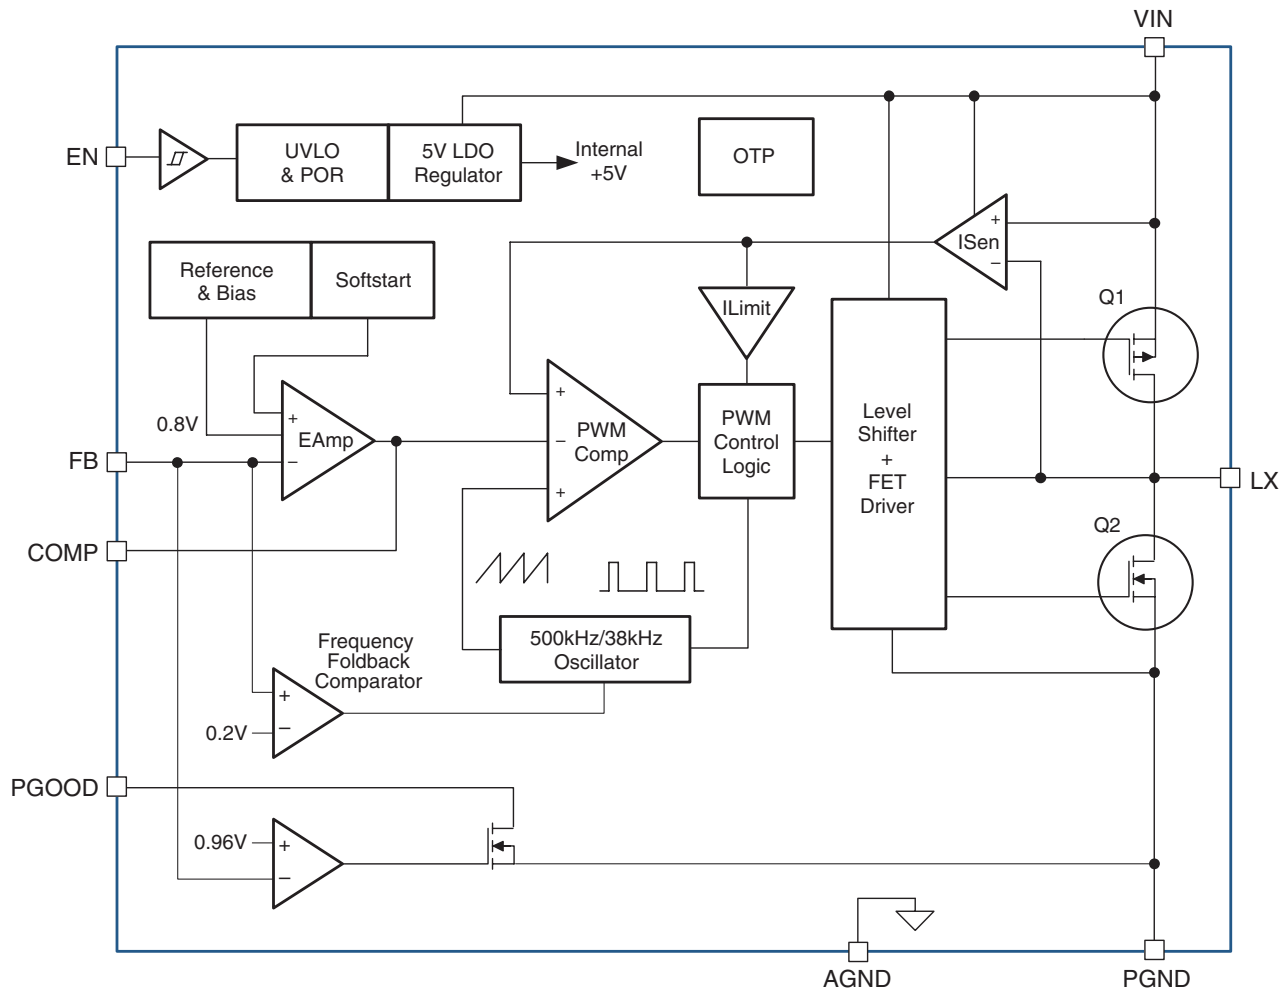 VIN
EN
UVLO
& POR
5V LDO
Regulator
Internal
+5V
OTP
+
ISen
–
Reference
& Bias
Softstart
ILimit
Q1
0.8V
+
EAmp
–
FB
+
–
PWM
Comp
+
PWM
Control
Logic
Level
Shifter
+
FET
Driver
LX
Q2
COMP
500kHz/38kHz
Oscillator
Frequency
Foldback
Comparator
+
0.2V
–
PGOOD
0.96V
+
–
AGND
PGND